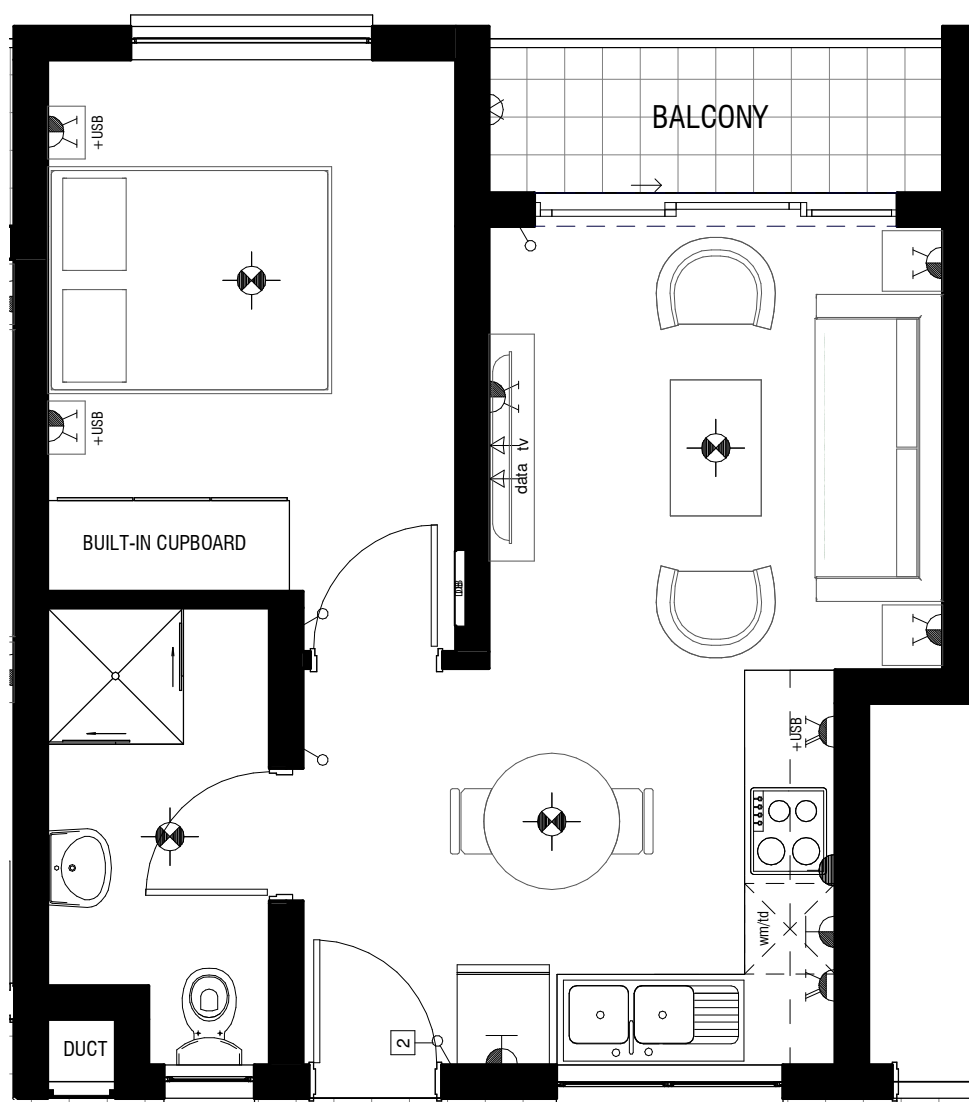 BALCONY
+USB
+USB
data tv
BUILT-IN CUPBOARD
+USB
wm/td
2
DUCT